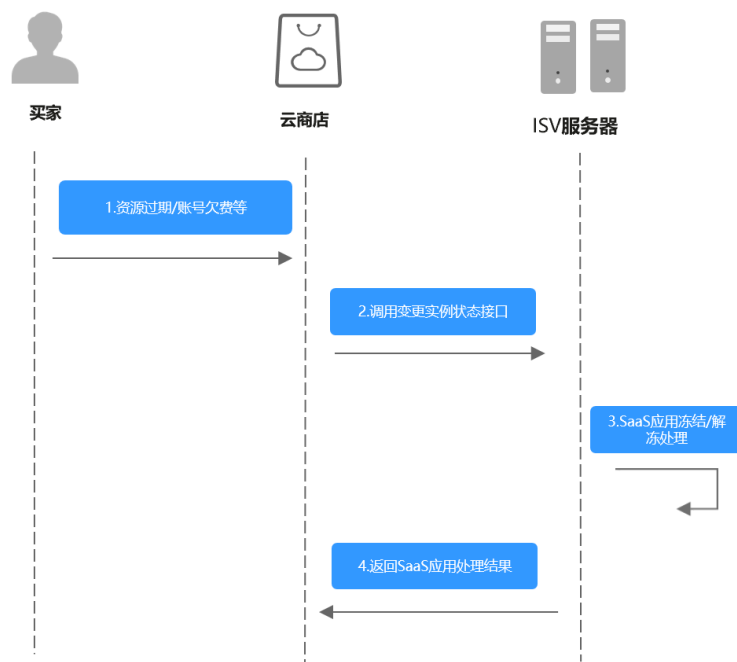 买家
云商店
ISV服务器
1.资源过期/账号欠费等
2.调用变更实例状态接口
3.SaaS应用冻结/解
冻处理
4.返回SaaS应用处理结果